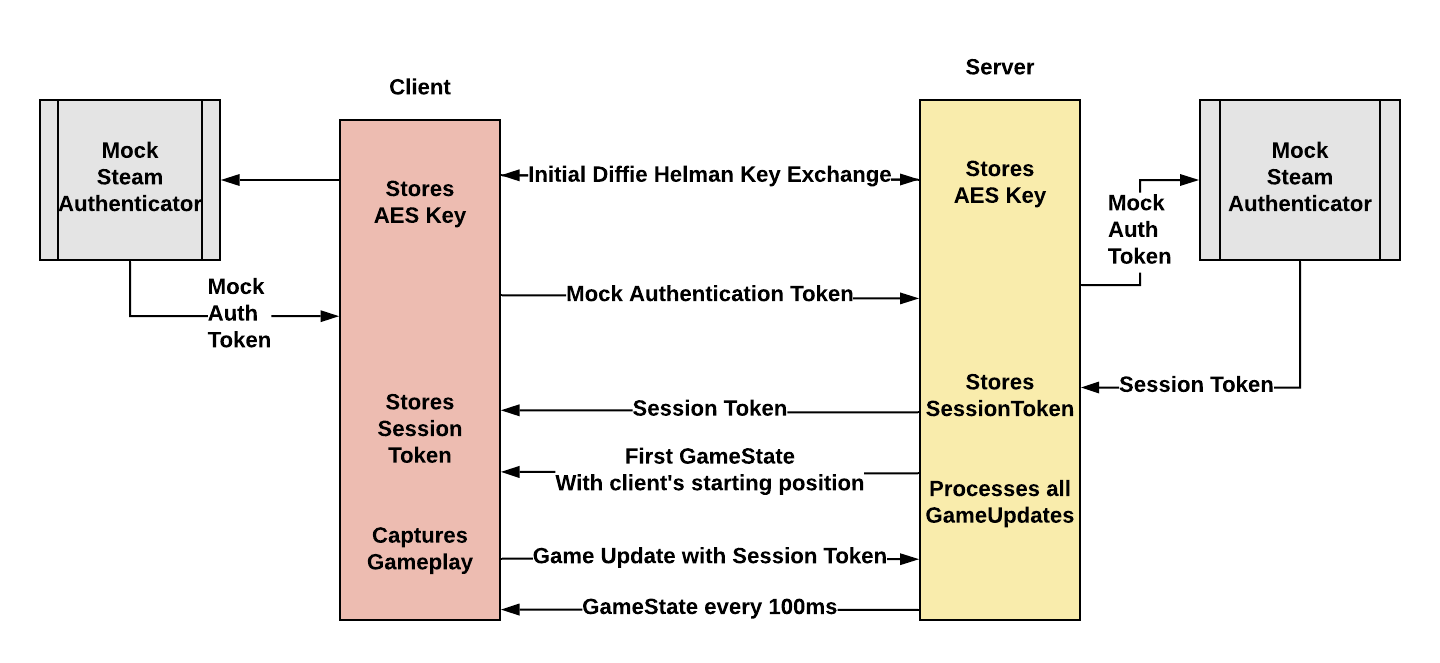 Client
Server
Mock
Steam
Authenticator
Mock
Auth
Token
Stores
AES Key
Stores
Session
Token
Captures
Gameplay
Initial Diffie Helman Key Exchange
Mock Authentication Token
Session Token
First GameState
With client's starting position
Game Update with Session Token
GameState every 100ms
Stores
AES Key
Stores
SessionToken
Processes all
GameUpdates
Mock
Auth
Token
Mock
Steam
Authenticator
Session Token